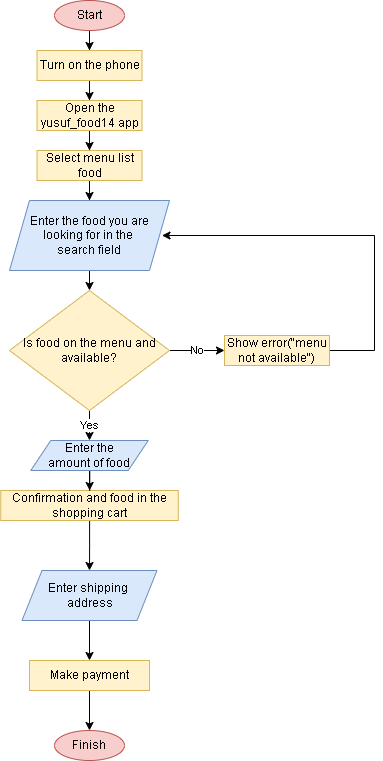 Start
Turn on the phone
Open the
yusuf_food14 app
Select menu list
food
Enter the food you are
looking for in the
search field
Is food on the menu and
available?
No
Show error("menu
not available")
Yes
Enter the
amount of food
Confirmation and food in the
shopping cart
Enter shipping
address
Make payment
Finish